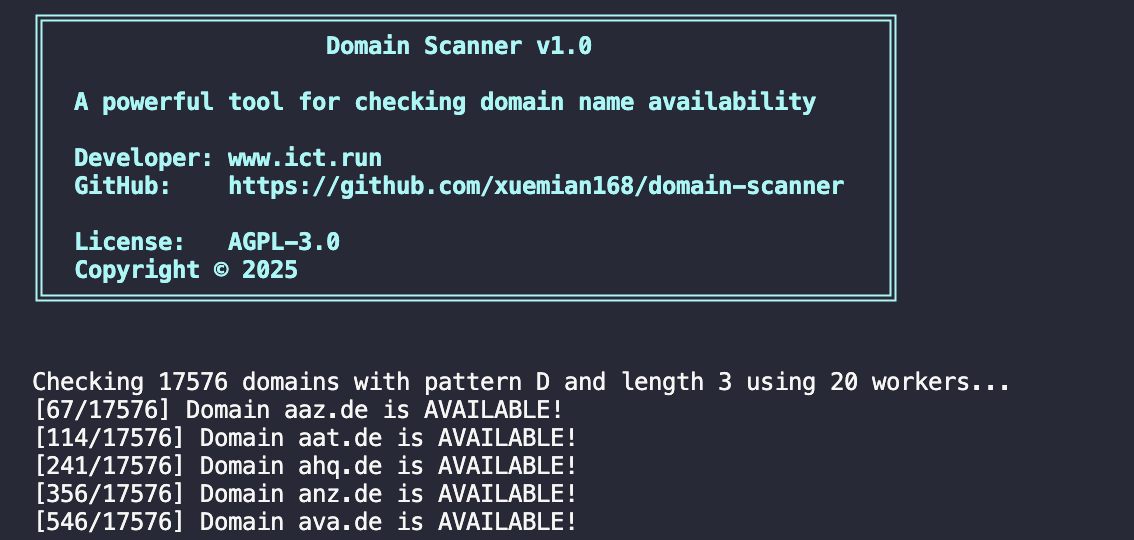 Domain Scanner v1.0
A powerful tool for checking domain name availability
Developer: www.ict.run
GitHub:    https://github.com/xuemian168/domain-scanner
License:   AGPL-3.0
Copyright © 2025
Checking 17576 domains with pattern D and length 3 using 20 workers...
[67/17576] Domain aaz.de is AVAILABLE!
[114/17576] Domain aat.de is AVAILABLE!
[241/17576] Domain ahq.de is AVAILABLE!
[356/17576] Domain anz.de is AVAILABLE!
[546/17576] Domain ava.de is AVAILABLE!